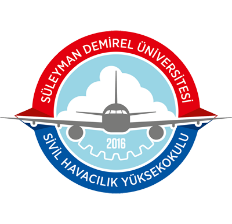 SÜLEYMAN DEMİREL ÜNİVERSİTESİ
2016
SİVİL HAVACILIK YÜKSEKOKULU